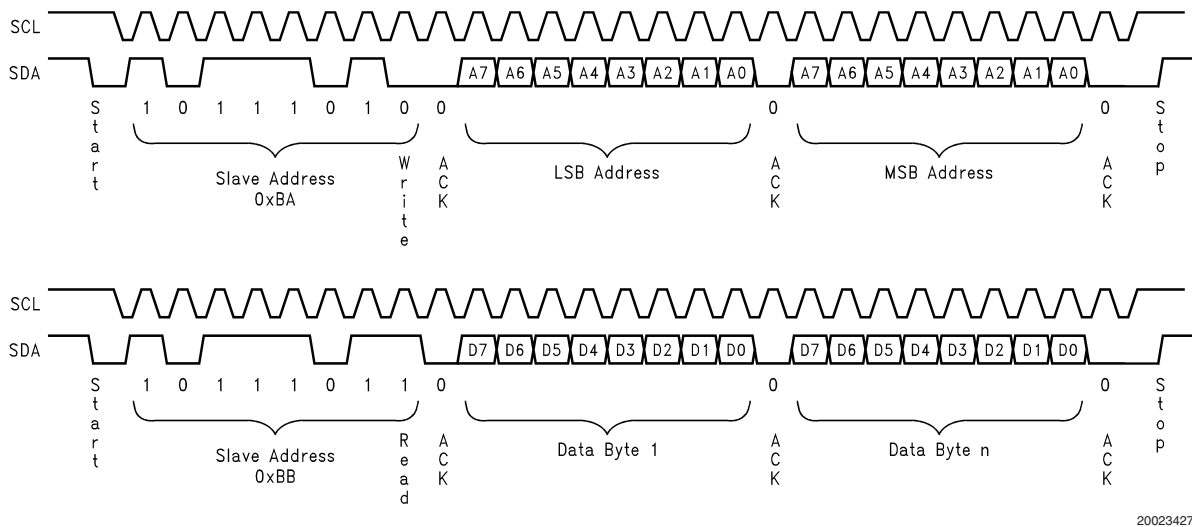 SCL
SDA A7 A6 A5 A4 A3 A2 A1 A0 A7 A6 A5 A4 A3 A2 A1 A0
Start 1 0 1 1 1 0 1 0 0 0 0 Stop
Slave Address
0xBA
Write
ACK
LSB Address
ACK
MSB Address
ACK
SCL
SDA D7 D6 D5 D4 D3 D2 D1 D0 D7 D6 D5 D4 D3 D2 D1 D0
Start 1 0 1 1 1 0 1 1 0 0 0 Stop
Slave Address
0xBB
Read
ACK
Data Byte 1
ACK
Data Byte n
ACK
20023427